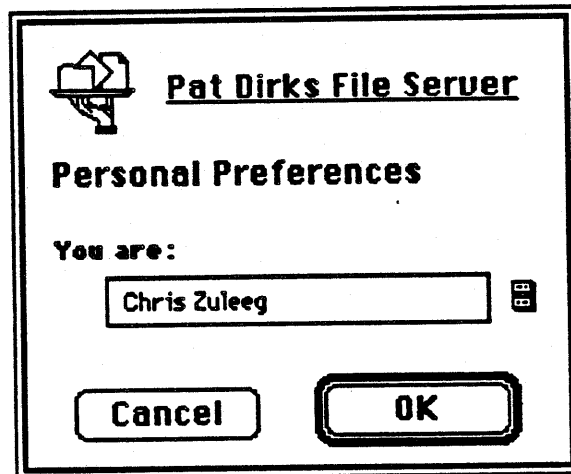 Pat Dirks File Server
Personal Preferences
You are:
Chris Zuleeg
Cancel
OK